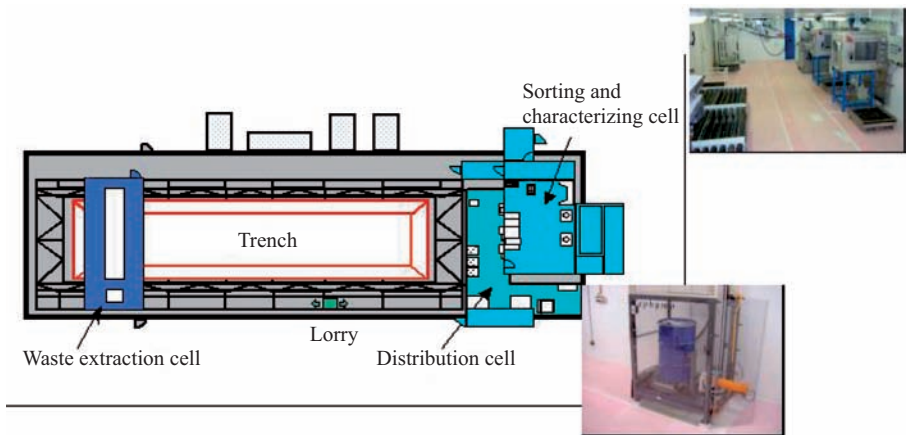 Sorting and
characterizing cell
Trench
Lorry
Waste extraction cell
Distribution cell